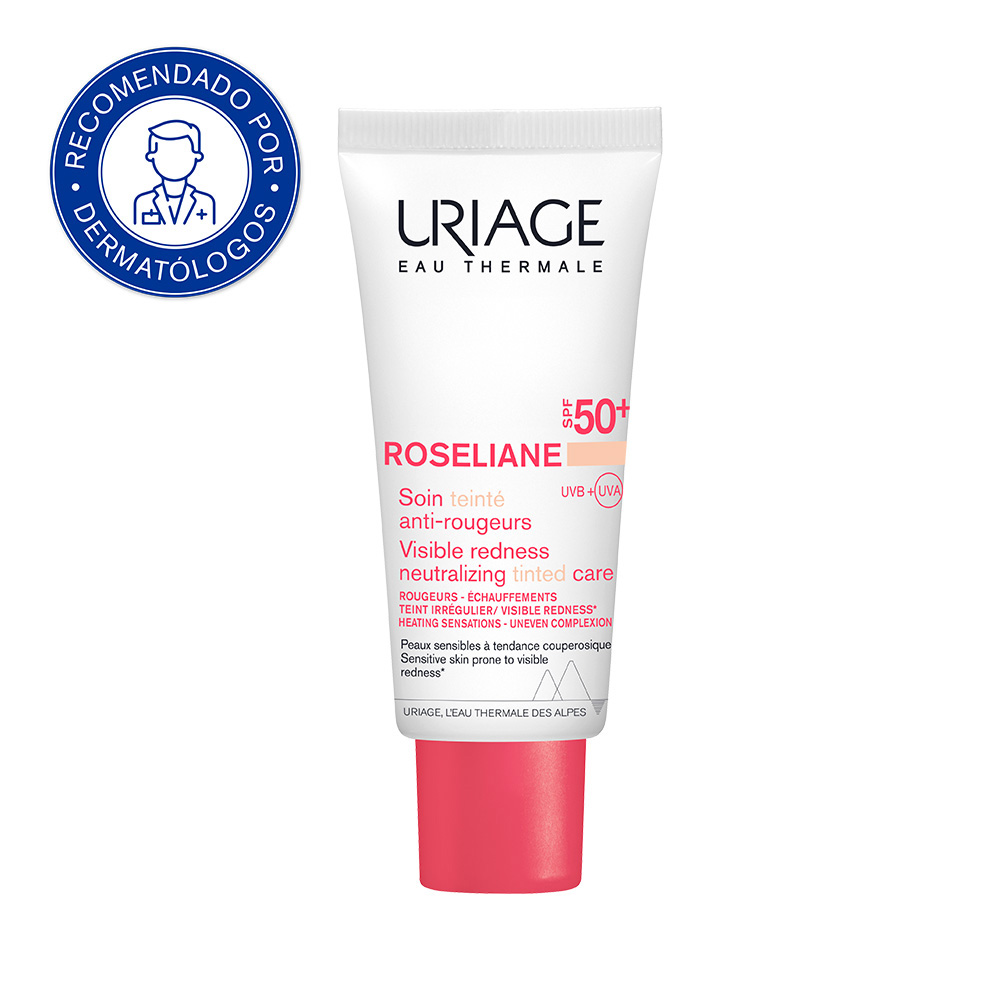 RECOMENDADO POR
DERMATÓLOGOS
URIAGE
EAU THERMALE
SPF 50+
ROSELIANE
UVB + UVA
Soin teinté
anti-rougeurs
Visible redness
neutralizing tinted care
ROUGEURS - ÉCHAUFFEMENTS
TEINT IRRÉGULIER/ VISIBLE REDNESS*
HEATING SENSATIONS - UNEVEN COMPLEXION
Peaux sensibles à tendance couperosique
Sensitive skin prone to visible
redness*
URIAGE, L'EAU THERMALE DES ALPES